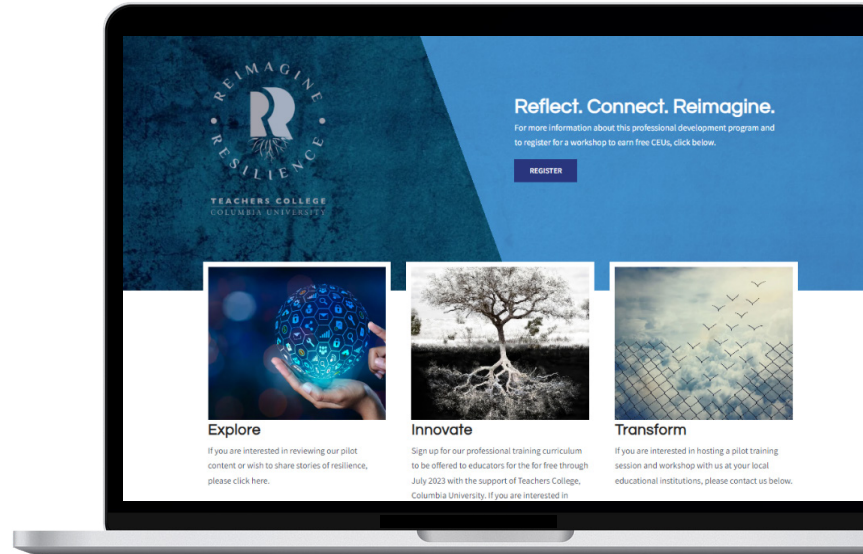 REIMAGINE
RESILIENCE
TEACHERS COLLEGE
COLUMBIA UNIVERSITY
Reflect. Connect. Reimagine.
For more information about this professional development program and
to register for a workshop to earn free CEUs, click below.
REGISTER
Explore
If you are interested in reviewing our pilot
content or wish to share stories of resilience,
please click here.
Innovate
Sign up for our professional training curriculum
to be offered to educators for the for free through
July 2023 with the support of Teachers College,
Columbia University. If you are interested in
Transform
If you are interested in hosting a pilot training
session and workshop with us at your local
educational institutions, please contact us below.